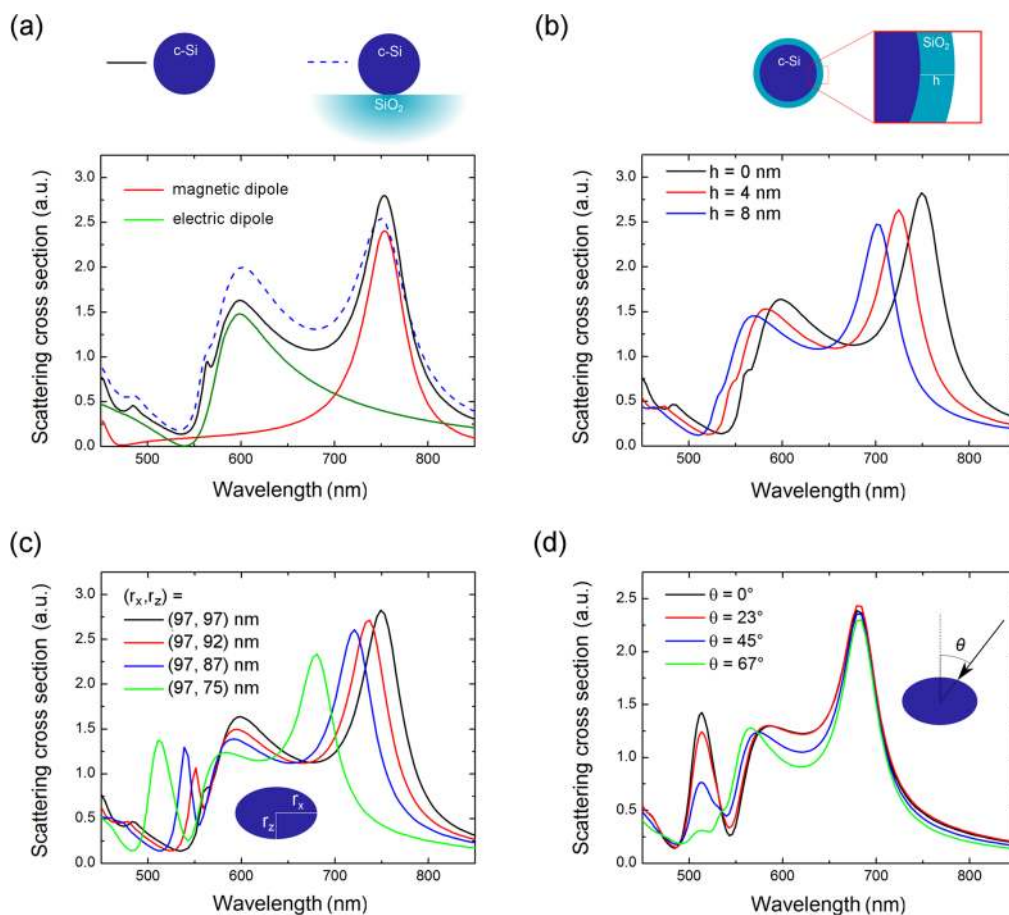 (a)
c-Si
c-Si
SiO₂
magnetic dipole
electric dipole
Scattering cross section (a.u.)
3.0
2.5
2.0
1.5
1.0
0.5
0.0
500 600 700 800
Wavelength (nm)
(b)
c-Si
SiO₂
h
h = 0 nm
h = 4 nm
h = 8 nm
Scattering cross section (a.u.)
3.0
2.5
2.0
1.5
1.0
0.5
0.0
500 600 700 800
Wavelength (nm)
(c)
(rₓ,r_z) =
(97, 97) nm
(97, 92) nm
(97, 87) nm
(97, 75) nm
rₓ
r_z
Scattering cross section (a.u.)
3.0
2.5
2.0
1.5
1.0
0.5
0.0
500 600 700 800
Wavelength (nm)
(d)
θ = 0°
θ = 23°
θ = 45°
θ = 67°
θ
Scattering cross section (a.u.)
2.5
2.0
1.5
1.0
0.5
0.0
500 600 700 800
Wavelength (nm)